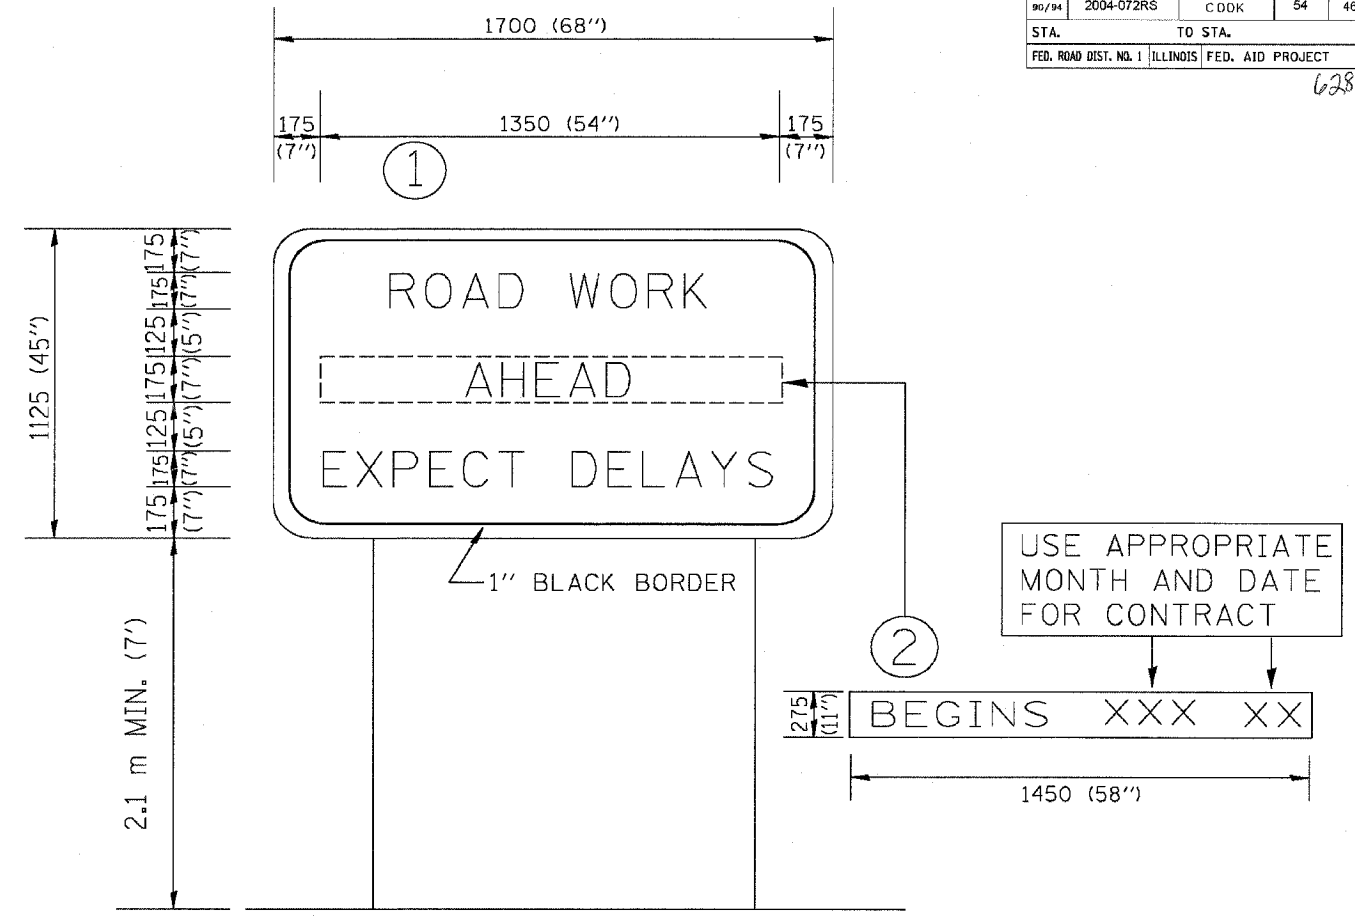 90/94 2004-072RS COOK 54 46
STA. TO STA.
FED. ROAD DIST. NO. 1 ILLINOIS FED. AID PROJECT
628
1700 (68'')
175 (7'')
1350 (54'')
175 (7'')
1
1125 (45'')
175 (7'')
175 (7'')
125 (5'')
175 (7'')
125 (5'')
175 (7'')
175 (7'')
ROAD WORK
AHEAD
EXPECT DELAYS
1'' BLACK BORDER
2.1 m MIN. (7')
USE APPROPRIATE
MONTH AND DATE
FOR CONTRACT
2
275 (11'')
BEGINS XXX XX
1450 (58'')